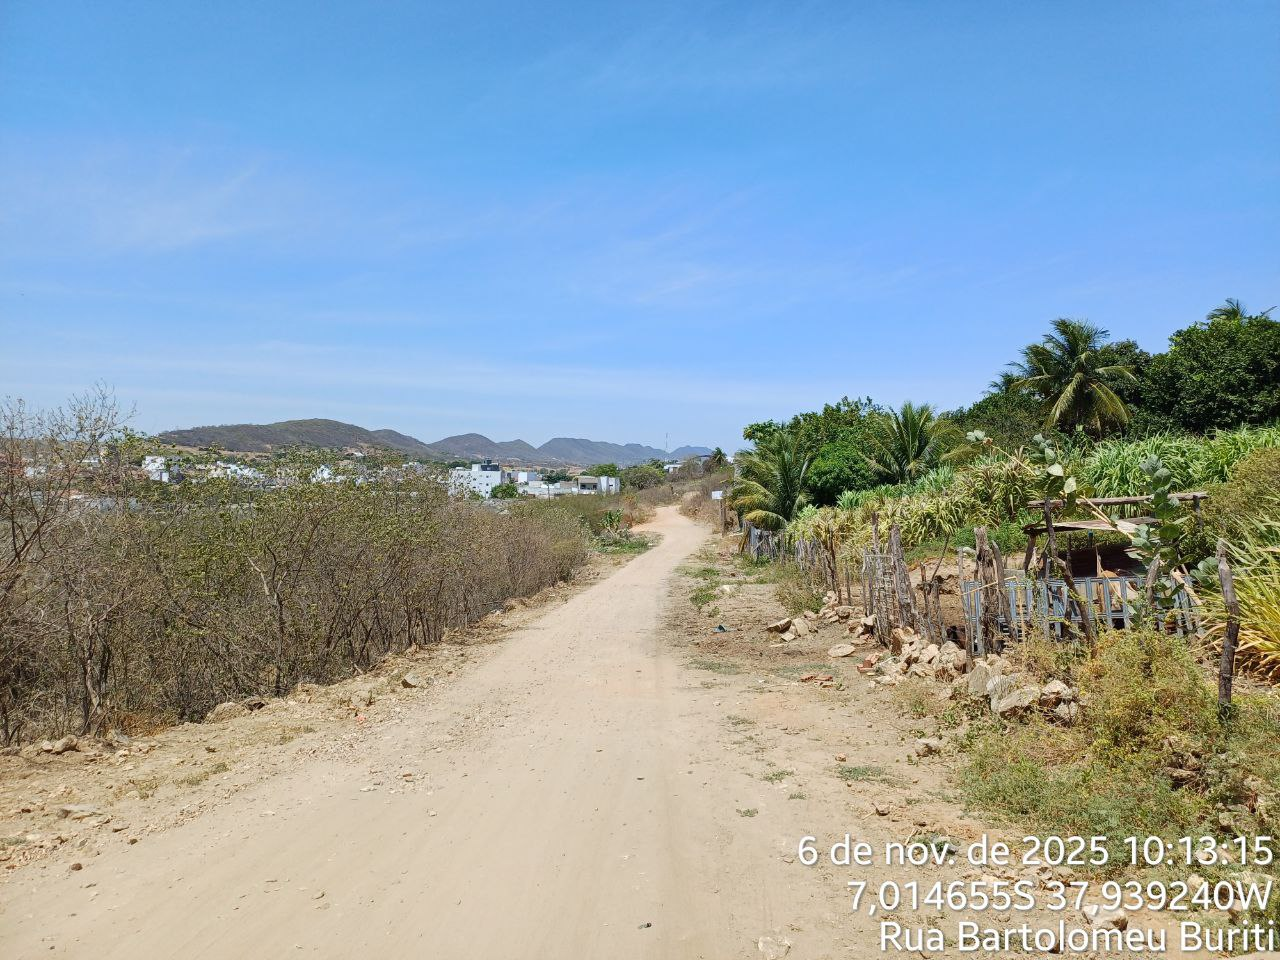 6 de nov. de 2025 10:13:15
7,014655S 37,939240W
Rua Bartolomeu Buriti